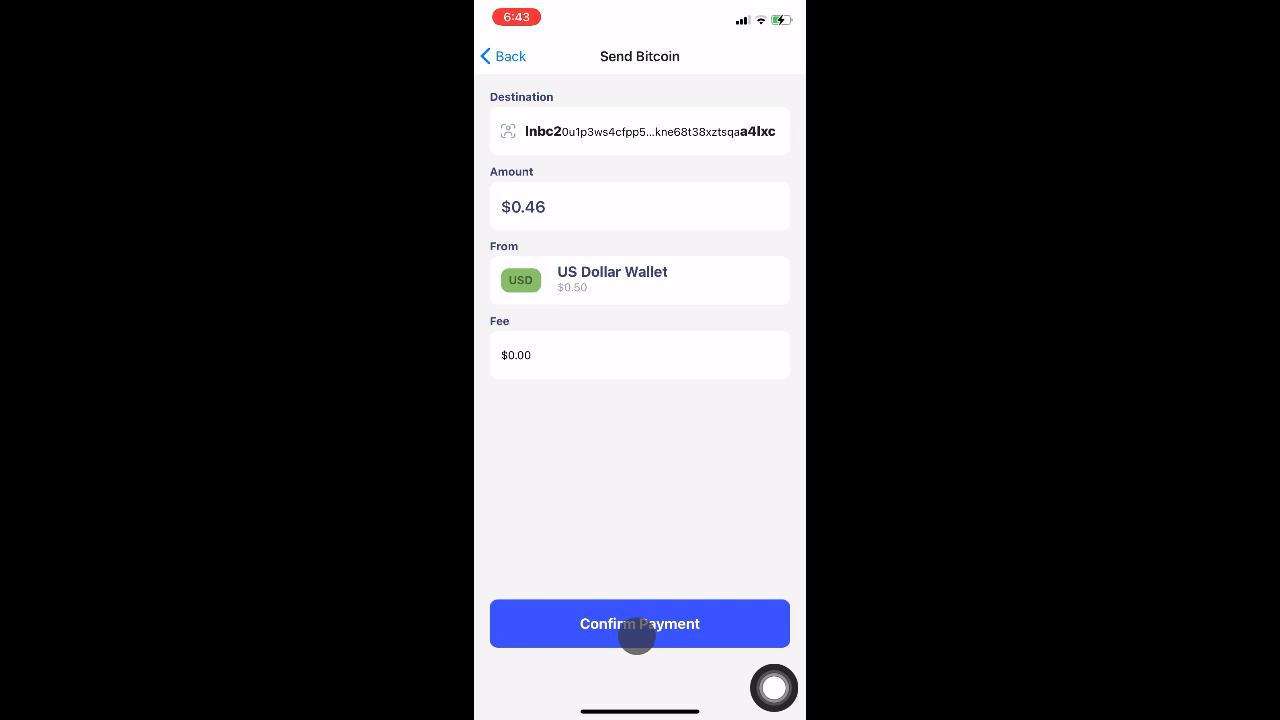 6:43
Back
Send Bitcoin
Destination
lnbc20u1p3ws4cfpp5...kne68t38xztsqaa4lxc
Amount
$0.46
From
USD
US Dollar Wallet
$0.50
Fee
$0.00
Confirm Payment